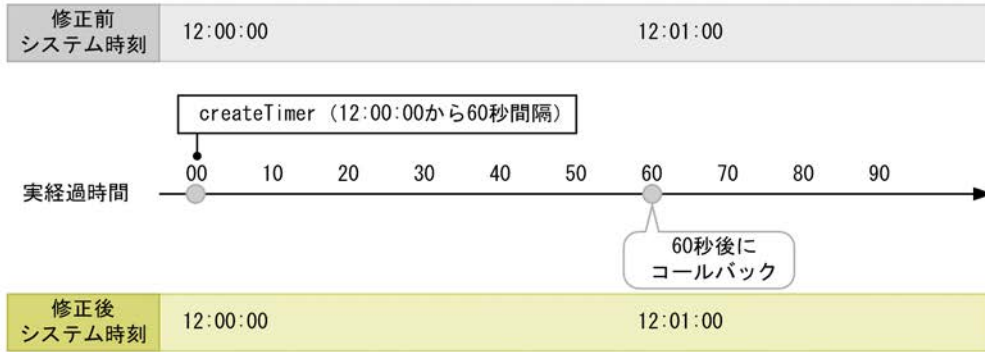 修正前
システム時刻
12:00:00 12:01:00
createTimer（12:00:00から60秒間隔）
実経過時間
00 10 20 30 40 50 60 70 80 90
60秒後に
コールバック
修正後
システム時刻
12:00:00 12:01:00